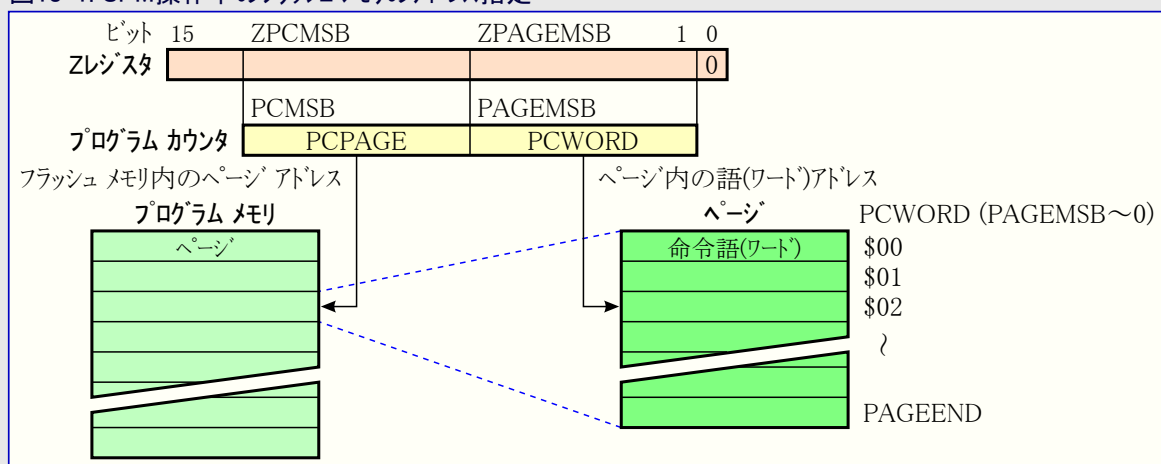 ビット 15 ZPCMSB ZPAGEMSB 1 0
Zレジスタ 0
PCMSB PAGEMSB
プログラム カウンタ PCPAGE PCWORD
フラッシュ メモリ内のページ アドレス ページ内の語(ワード)アドレス
プログラム メモリ ページ PCWORD (PAGEMSB～0)
ページ 命令語(ワード) $00
$01
$02
～
PAGEEND